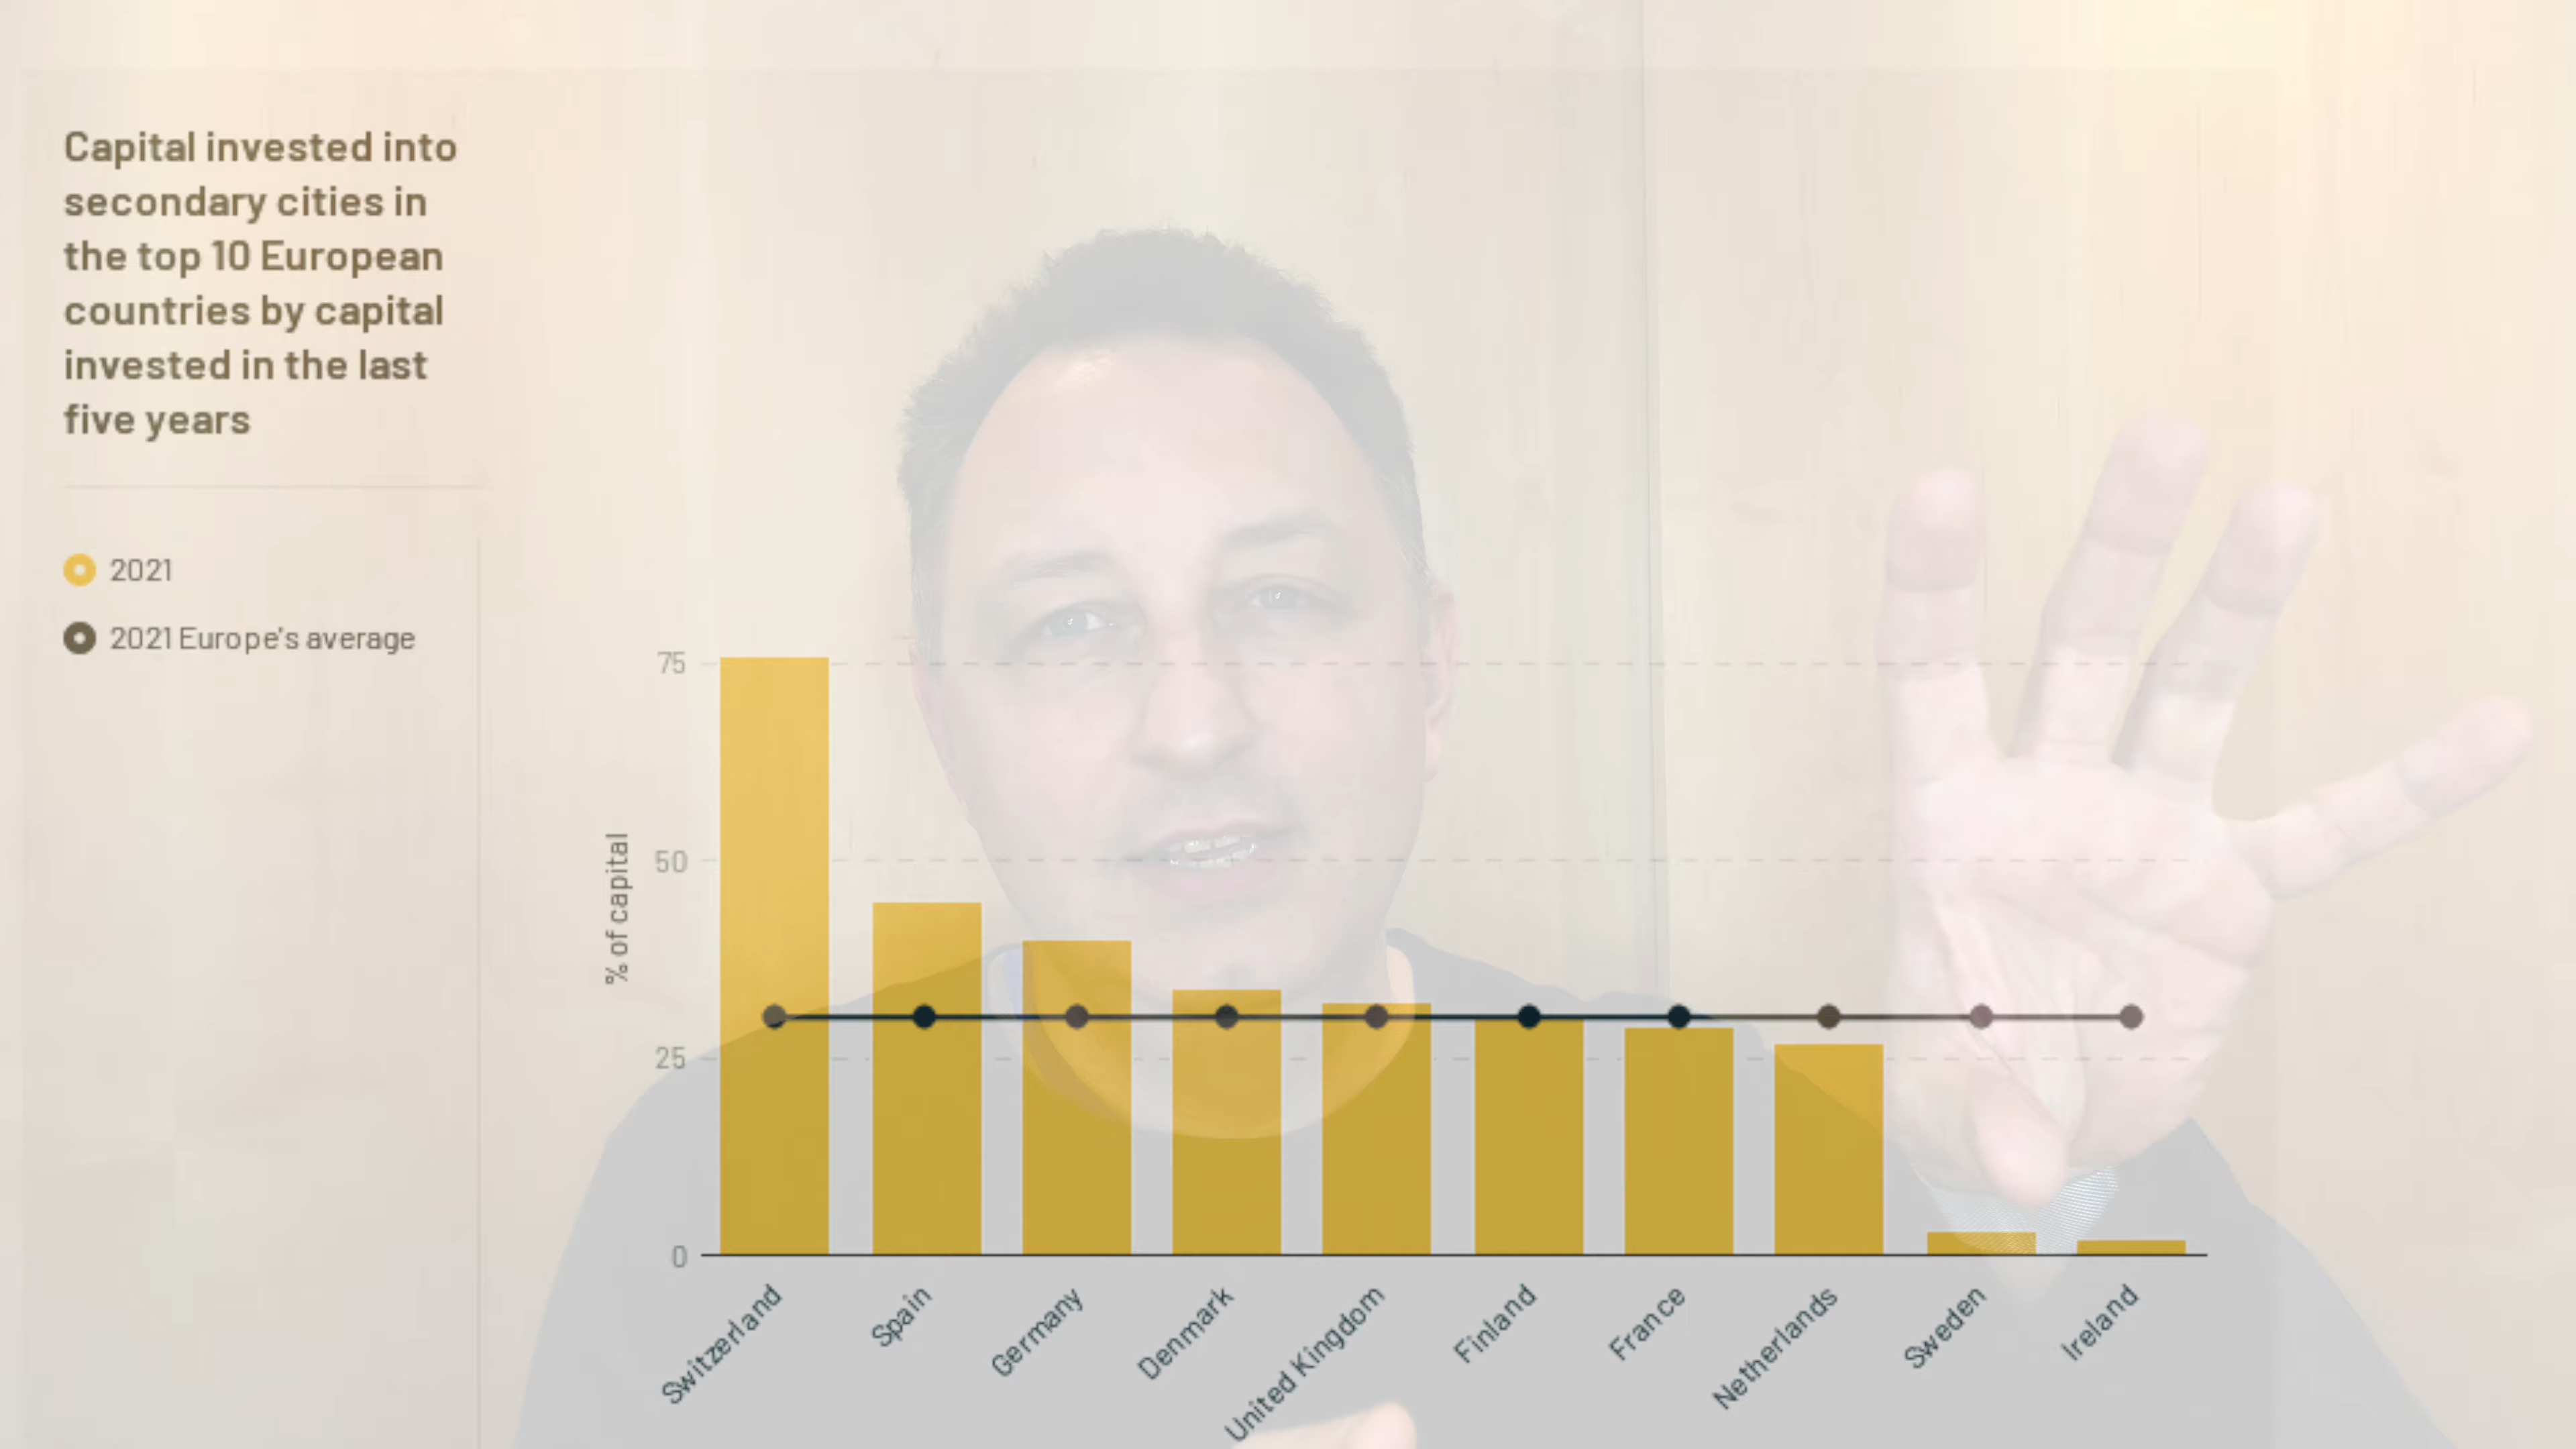 Capital invested into
secondary cities in
the top 10 European
countries by capital
invested in the last
five years
2021
2021 Europe's average
% of capital
75
50
25
0
Switzerland
Spain
Germany
Denmark
United Kingdom
Finland
France
Netherlands
Sweden
Ireland